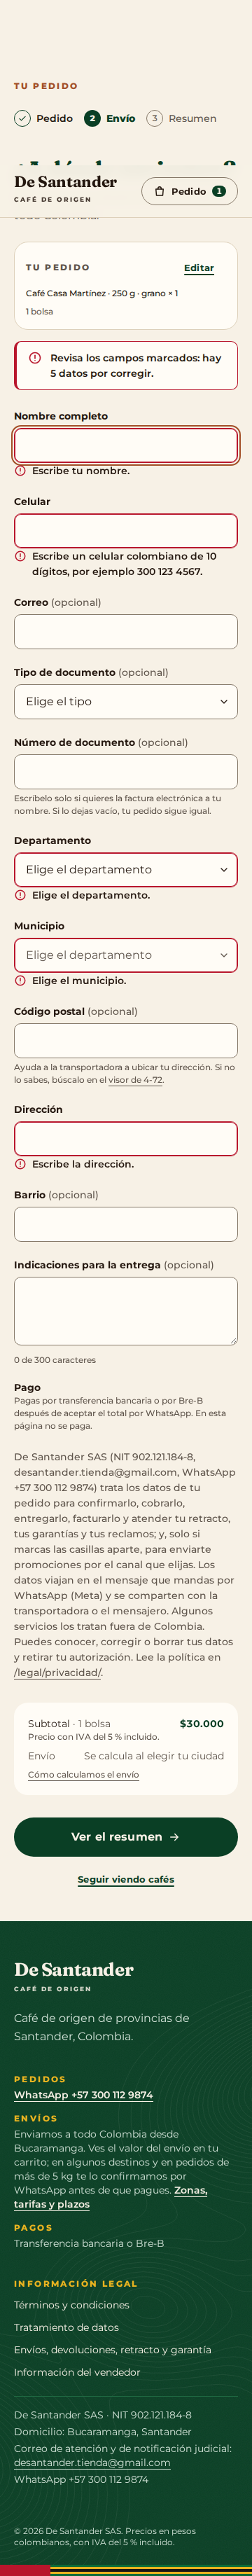 TU PEDIDO
Pedido
2 Envío
3 Resumen
De Santander
CAFÉ DE ORIGEN
Pedido 1
todo Colombia.
TU PEDIDO
Editar
Café Casa Martínez · 250 g · grano × 1
1 bolsa
Revisa los campos marcados: hay
5 datos por corregir.
Nombre completo
Escribe tu nombre.
Celular
Escribe un celular colombiano de 10
dígitos, por ejemplo 300 123 4567.
Correo (opcional)
Tipo de documento (opcional)
Elige el tipo
Número de documento (opcional)
Escríbelo solo si quieres la factura electrónica a tu
nombre. Si lo dejas vacío, tu pedido sigue igual.
Departamento
Elige el departamento
Elige el departamento.
Municipio
Elige el departamento
Elige el municipio.
Código postal (opcional)
Ayuda a la transportadora a ubicar tu dirección. Si no
lo sabes, búscalo en el visor de 4-72.
Dirección
Escribe la dirección.
Barrio (opcional)
Indicaciones para la entrega (opcional)
0 de 300 caracteres
Pago
Pagas por transferencia bancaria o por Bre-B
después de aceptar el total por WhatsApp. En esta
página no se paga.
De Santander SAS (NIT 902.121.184-8,
desantander.tienda@gmail.com, WhatsApp
+57 300 112 9874) trata los datos de tu
pedido para confirmarlo, cobrarlo,
entregarlo, facturarlo y atender tu retracto,
tus garantías y tus reclamos; y, solo si
marcas las casillas aparte, para enviarte
promociones por el canal que elijas. Los
datos viajan en el mensaje que mandas por
WhatsApp (Meta) y se comparten con la
transportadora o el mensajero. Algunos
servicios los tratan fuera de Colombia.
Puedes conocer, corregir o borrar tus datos
y retirar tu autorización. Lee la política en
/legal/privacidad/.
Subtotal · 1 bolsa $30.000
Precio con IVA del 5 % incluido.
Envío Se calcula al elegir tu ciudad
Cómo calculamos el envío
Ver el resumen →
Seguir viendo cafés
De Santander
CAFÉ DE ORIGEN
Café de origen de provincias de
Santander, Colombia.
PEDIDOS
WhatsApp +57 300 112 9874
ENVÍOS
Enviamos a todo Colombia desde
Bucaramanga. Ves el valor del envío en tu
carrito; en algunos destinos y en pedidos de
más de 5 kg te lo confirmamos por
WhatsApp antes de que pagues. Zonas,
tarifas y plazos
PAGOS
Transferencia bancaria o Bre-B
INFORMACIÓN LEGAL
Términos y condiciones
Tratamiento de datos
Envíos, devoluciones, retracto y garantía
Información del vendedor
De Santander SAS · NIT 902.121.184-8
Domicilio: Bucaramanga, Santander
Correo de atención y de notificación judicial:
desantander.tienda@gmail.com
WhatsApp +57 300 112 9874
© 2026 De Santander SAS. Precios en pesos
colombianos, con IVA del 5 % incluido.